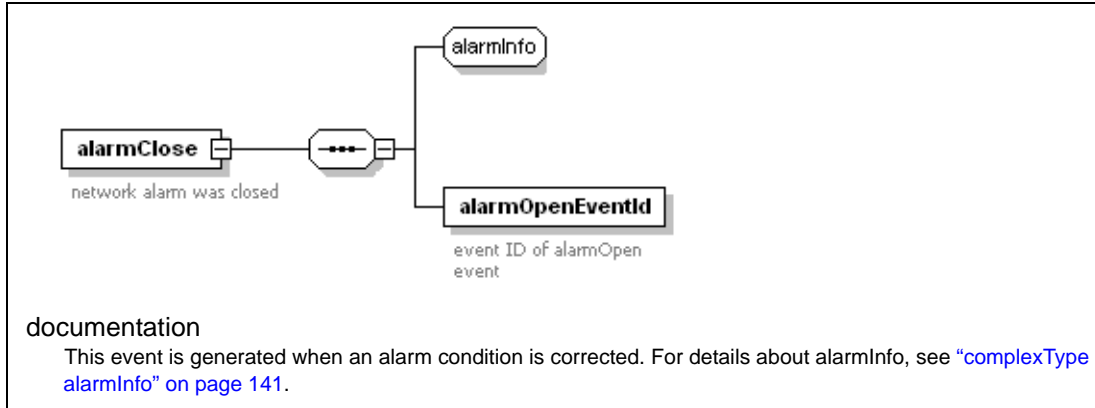 alarmInfo
alarmClose
network alarm was closed
alarmOpenEventId
event ID of alarmOpen
event
documentation
This event is generated when an alarm condition is corrected. For details about alarmInfo, see “complexType
alarmInfo” on page 141.